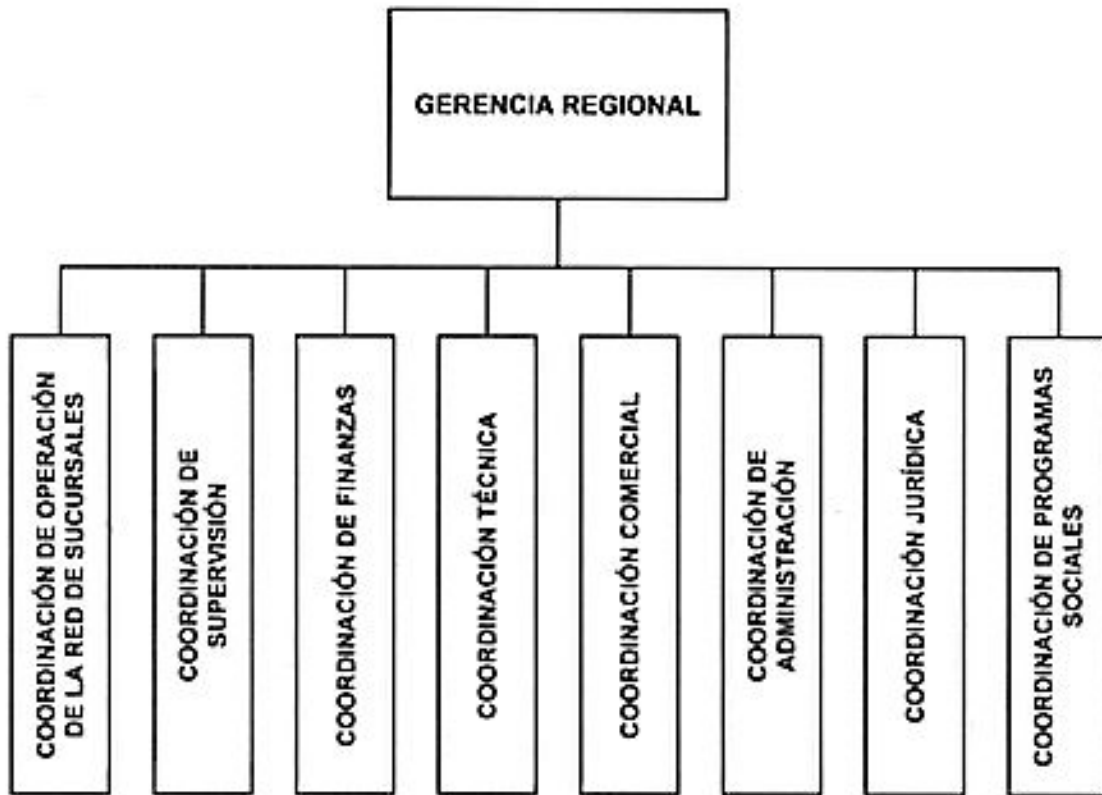 GERENCIA REGIONAL
COORDINACIÓN DE OPERACIÓN
DE LA RED DE SUCURSALES
COORDINACIÓN DE
SUPERVISIÓN
COORDINACIÓN DE FINANZAS
COORDINACIÓN TÉCNICA
COORDINACIÓN COMERCIAL
COORDINACIÓN DE
ADMINISTRACIÓN
COORDINACIÓN JURÍDICA
COORDINACIÓN DE PROGRAMAS
SOCIALES